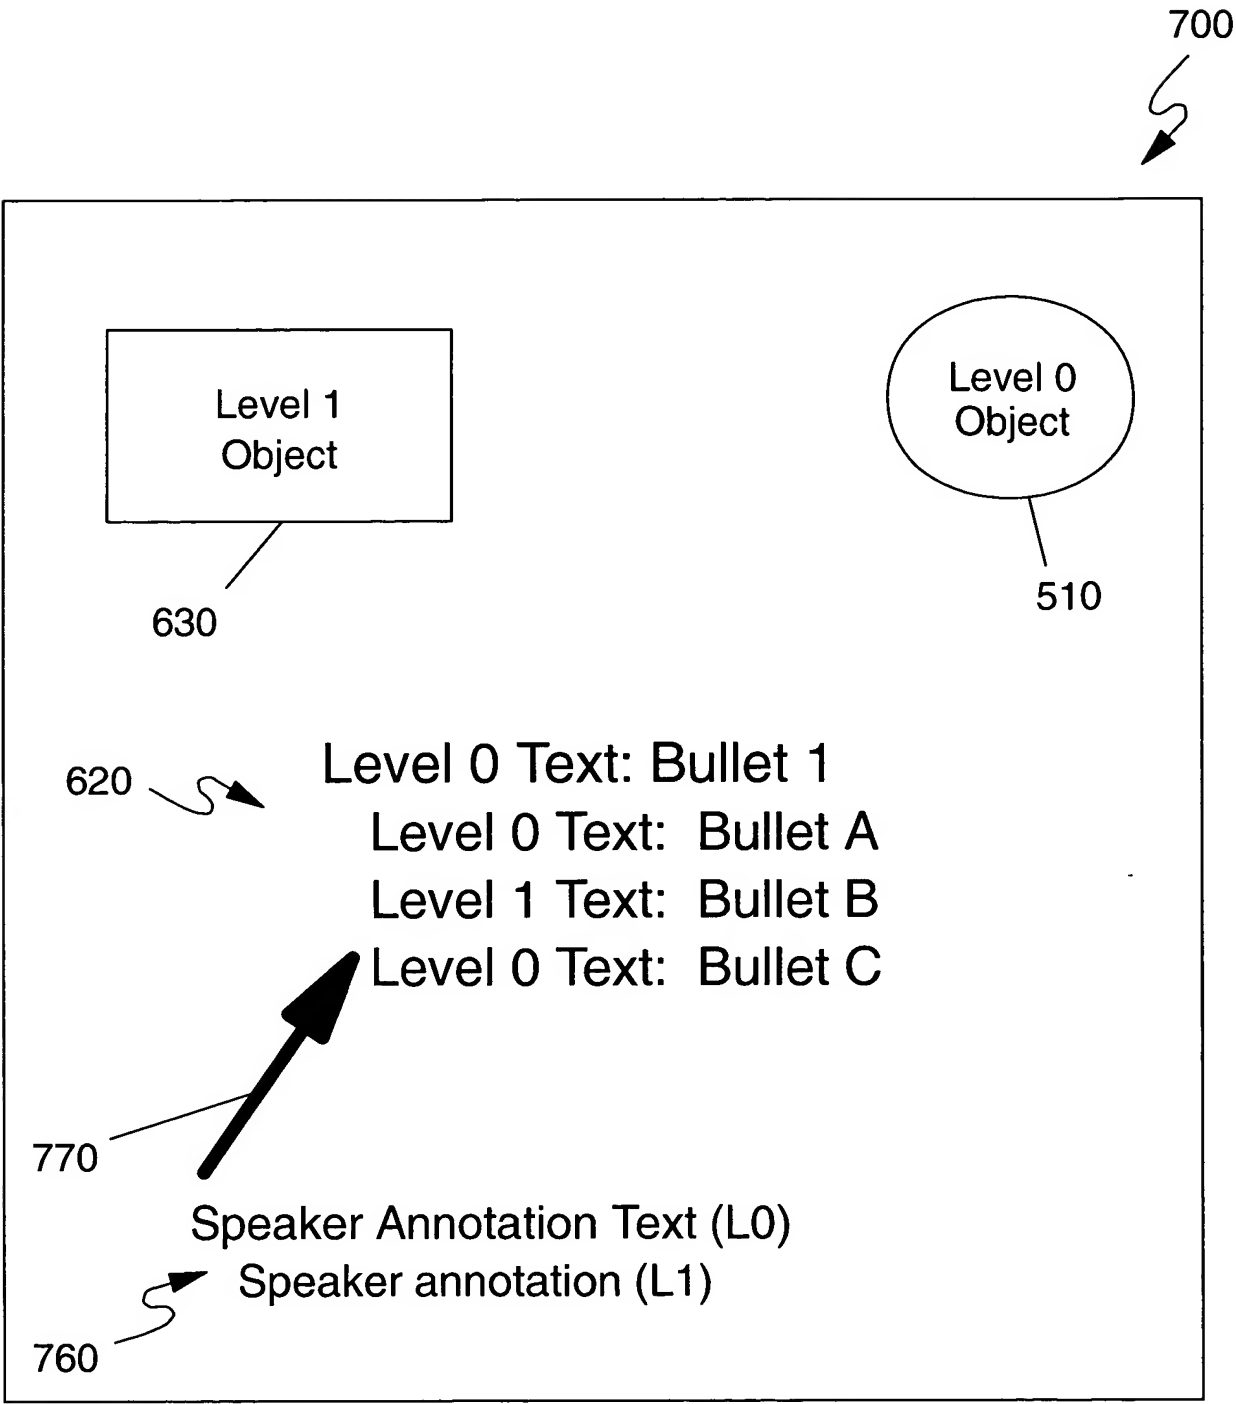 700
Level 1
Object
Level 0
Object
630
510
620
Level 0 Text: Bullet 1
Level 0 Text: Bullet A
Level 1 Text: Bullet B
Level 0 Text: Bullet C
770
Speaker Annotation Text (L0)
Speaker annotation (L1)
760